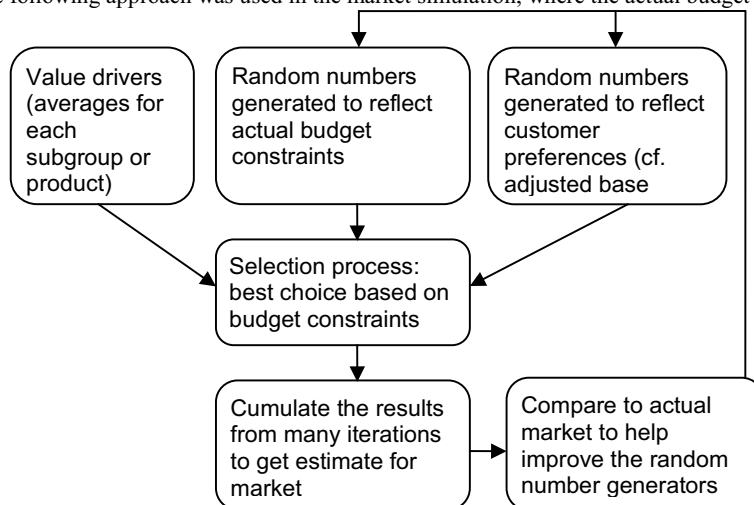 following approach was used in the market simulation, where the actual budget
Value drivers
(averages for
each
subgroup or
product)
Random numbers
generated to reflect
actual budget
constraints
Random numbers
generated to reflect
customer
preferences (cf.
adjusted base
Selection process:
best choice based on
budget constraints
Cumulate the results
from many iterations
to get estimate for
market
Compare to actual
market to help
improve the random
number generators